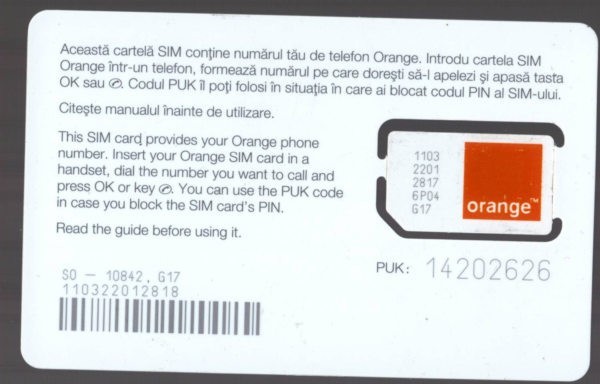 Această cartelă SIM conține numărul tău de telefon Orange. Introdu cartela SIM
Orange într-un telefon, formează numărul pe care dorești să-l apelezi și apasă tasta
OK sau ✆. Codul PUK îl poți folosi în situația în care ai blocat codul PIN al SIM-ului.
Citește manualul înainte de utilizare.
This SIM card provides your Orange phone
number. Insert your Orange SIM card in a
handset, dial the number you want to call and
press OK or key ✆. You can use the PUK code
in case you block the SIM card's PIN.
Read the guide before using it.
1103
2201
2817
6P04
G17
orange™
PUK: 14202626
SO — 10842, G17
110322012818